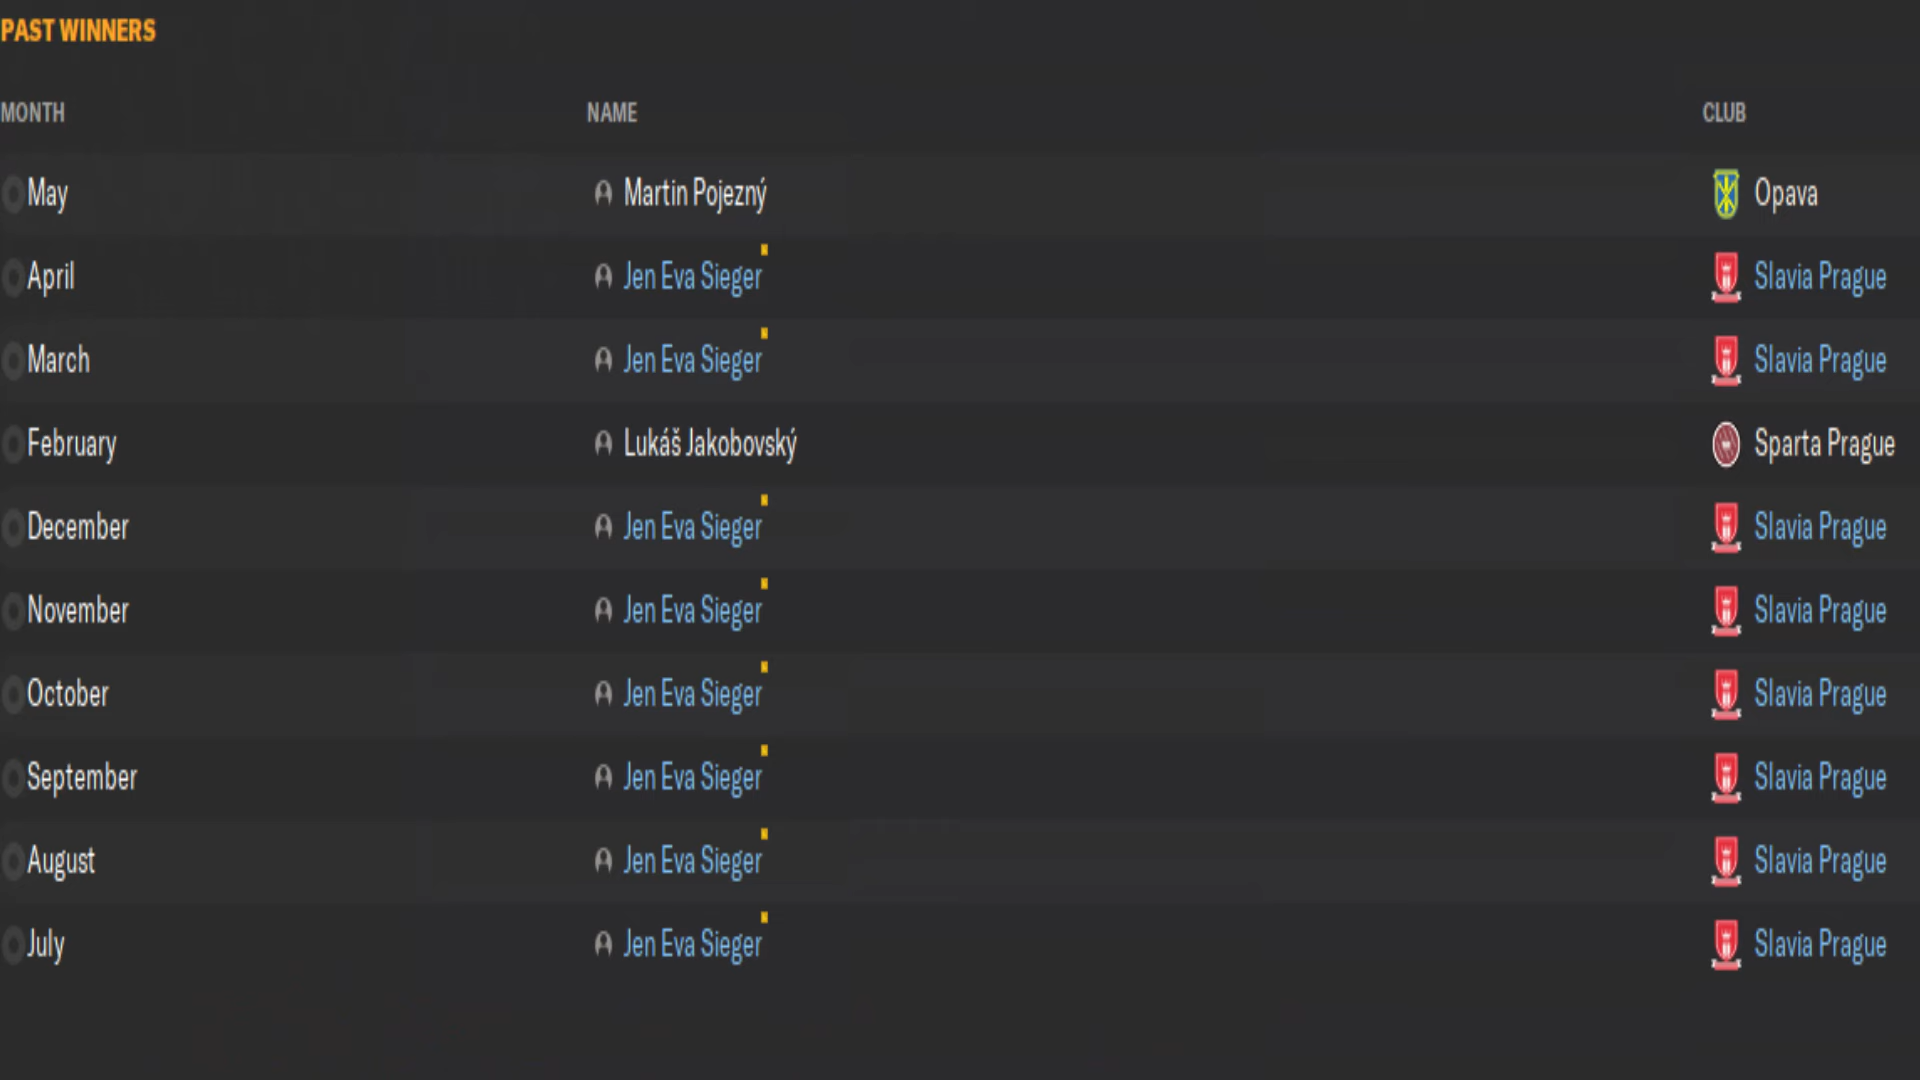 PAST WINNERS
MONTH NAME CLUB
May Martin Pojezný Opava
April Jen Eva Sieger Slavia Prague
March Jen Eva Sieger Slavia Prague
February Lukáš Jakobovský Sparta Prague
December Jen Eva Sieger Slavia Prague
November Jen Eva Sieger Slavia Prague
October Jen Eva Sieger Slavia Prague
September Jen Eva Sieger Slavia Prague
August Jen Eva Sieger Slavia Prague
July Jen Eva Sieger Slavia Prague